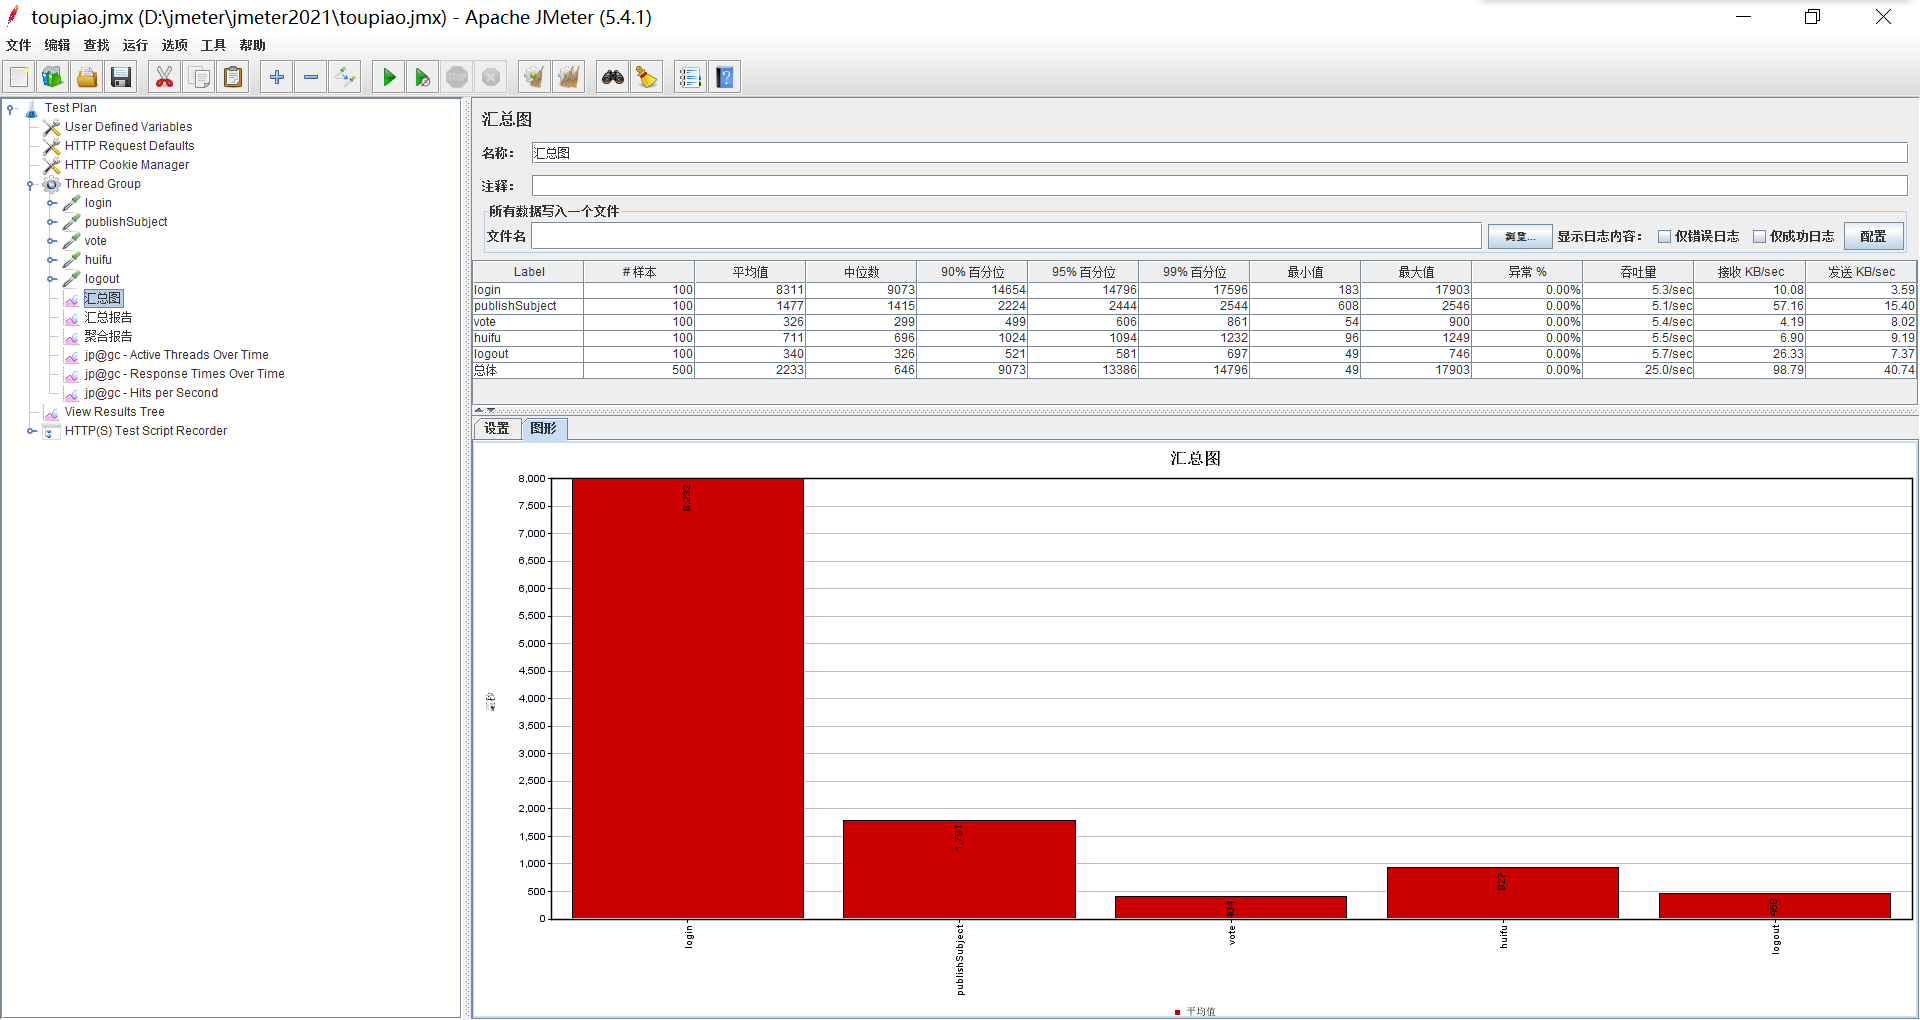 toupiao.jmx (D:\jmeter\jmeter2021\toupiao.jmx) - Apache JMeter (5.4.1)
文件 编辑 查找 运行 选项 工具 帮助
STOP
Test Plan
User Defined Variables
HTTP Request Defaults
HTTP Cookie Manager
Thread Group
login
publishSubject
vote
huifu
logout
汇总图
汇总报告
聚合报告
jp@gc - Active Threads Over Time
jp@gc - Response Times Over Time
jp@gc - Hits per Second
View Results Tree
HTTP(S) Test Script Recorder
汇总图
名称： 汇总图
注释：
所有数据写入一个文件
文件名 浏览... 显示日志内容： 仅错误日志 仅成功日志 配置
Label # 样本 平均值 中位数 90% 百分位 95% 百分位 99% 百分位 最小值 最大值 异常 % 吞吐量 接收 KB/sec 发送 KB/sec
login 100 8311 9073 14654 14796 17596 183 17903 0.00% 5.3/sec 10.08 3.59
publishSubject 100 1477 1415 2224 2444 2544 608 2546 0.00% 5.1/sec 57.16 15.40
vote 100 326 299 499 606 861 54 900 0.00% 5.4/sec 4.19 8.02
huifu 100 711 696 1024 1094 1232 96 1249 0.00% 5.5/sec 6.90 9.19
logout 100 340 326 521 581 697 49 746 0.00% 5.7/sec 26.33 7.37
总体 500 2233 646 9073 13386 14796 49 17903 0.00% 25.0/sec 98.79 40.74
设置 图形
汇总图
8,000
7,500
7,000
6,500
6,000
5,500
5,000
4,500
4,000
3,500
3,000
2,500
2,000
1,500
1,000
500
0
8,232
1,791
404
927
login
publishSubject
vote
huifu
logout
平均值